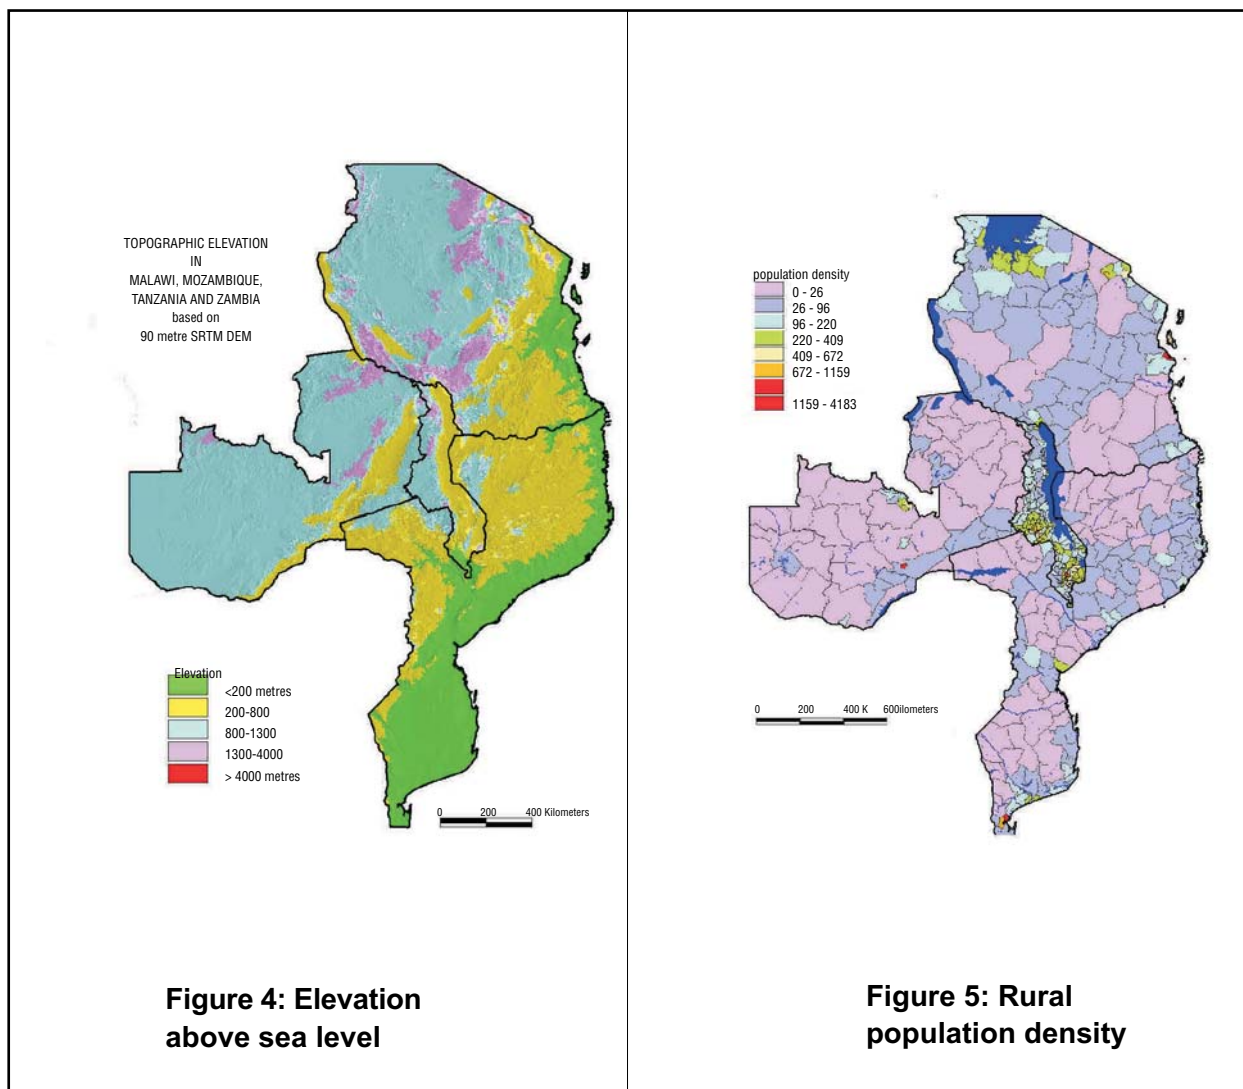 TOPOGRAPHIC ELEVATION
IN
MALAWI, MOZAMBIQUE,
TANZANIA AND ZAMBIA
based on
90 metre SRTM DEM
Elevation
<200 metres
200-800
800-1300
1300-4000
> 4000 metres
0 200 400 Kilometers
Figure 4: Elevation
above sea level
population density
0 - 26
26 - 96
96 - 220
220 - 409
409 - 672
672 - 1159
1159 - 4183
0 200 400 K 600ilometers
Figure 5: Rural
population density